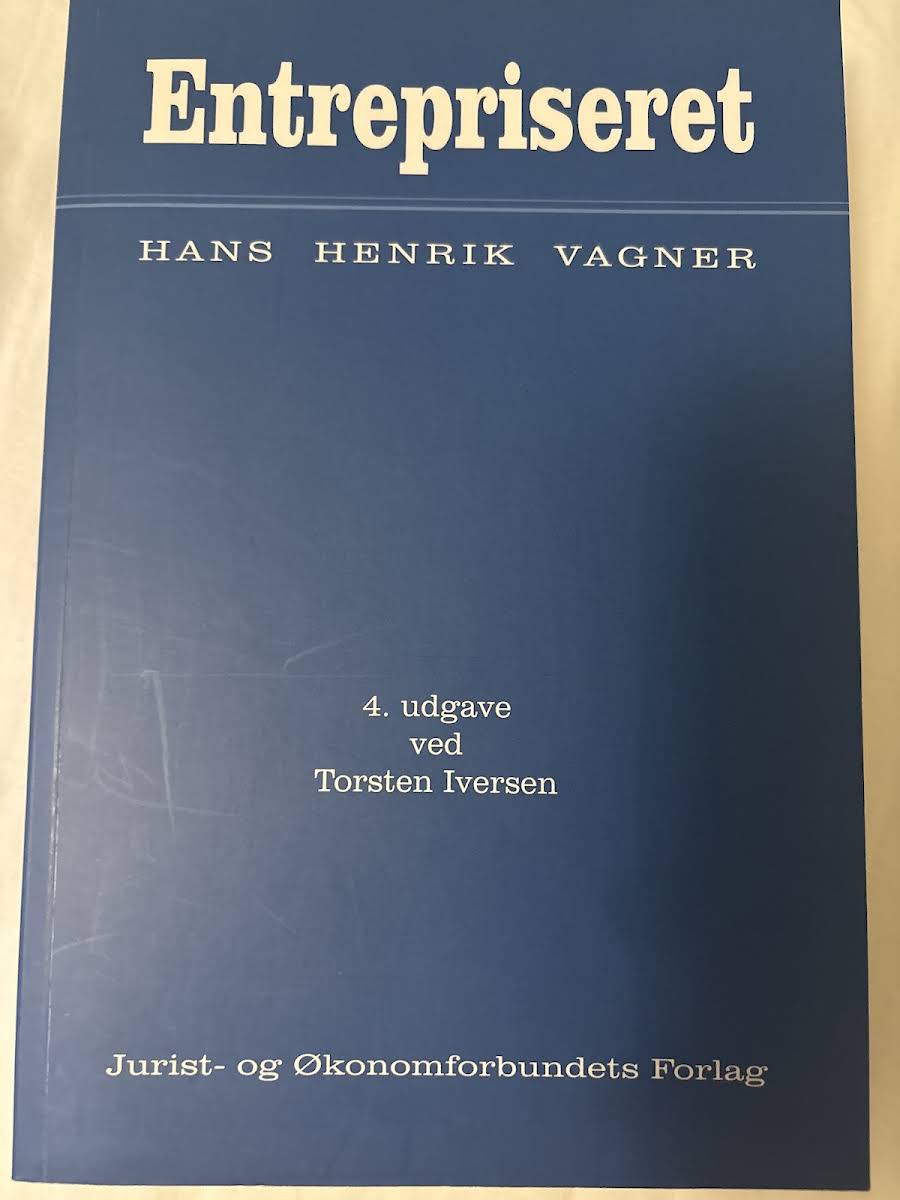 Entrepriseret
HANS HENRIK VAGNER
4. udgave
ved
Torsten Iversen
Jurist- og Økonomforbundets Forlag